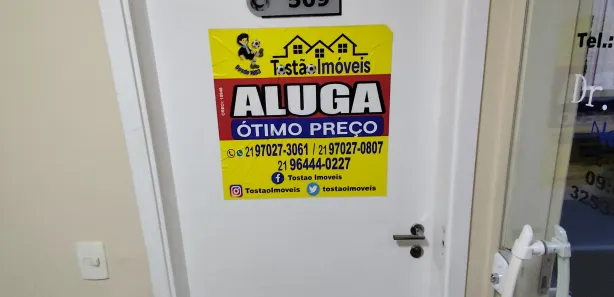 509
Tostão Imóveis
ALUGA
ÓTIMO PREÇO
21 97027-3061 / 21 97027-0807
21 96444-0227
Tostao Imoveis
TostaoImoveis
tostaoimoveis
Tel.:
Dr.